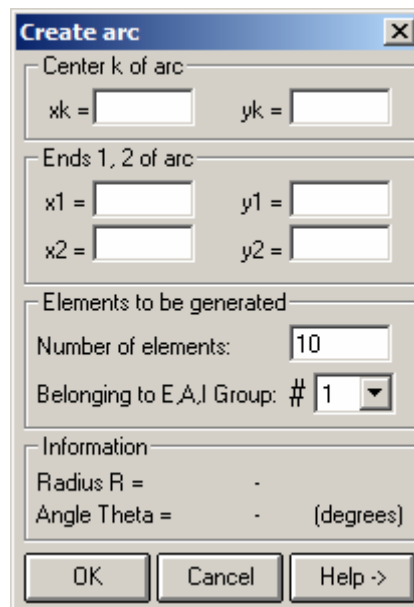 Create arc
Center k of arc
xk = yk =
Ends 1, 2 of arc
x1 = y1 =
x2 = y2 =
Elements to be generated
Number of elements: 10
Belonging to E,A,I Group: # 1
Information
Radius R = -
Angle Theta = - (degrees)
OK Cancel Help ->